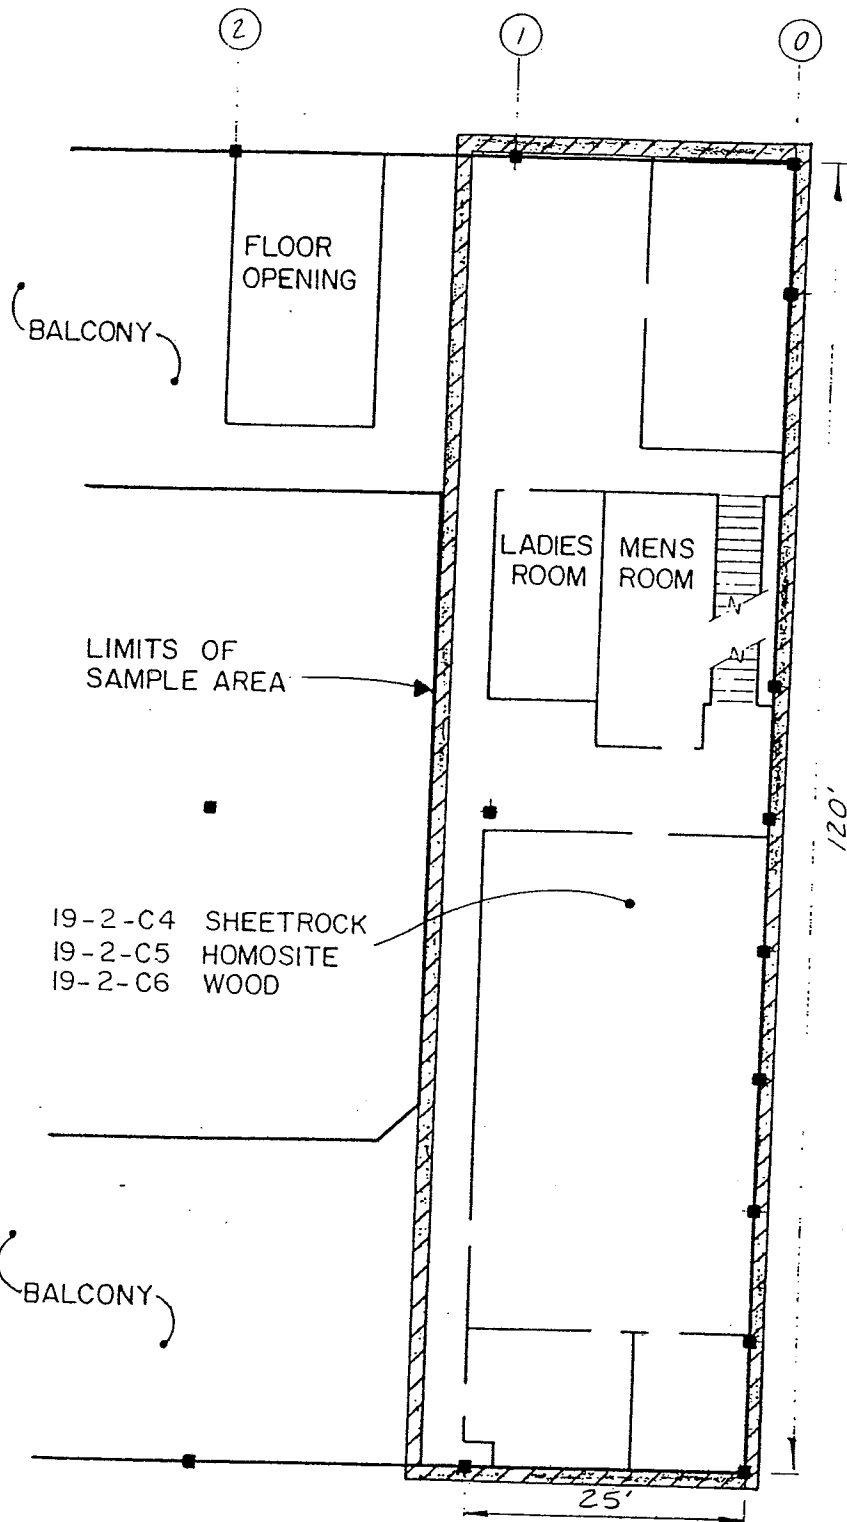 2
1
0
FLOOR
OPENING
BALCONY
LADIES
ROOM
MENS
ROOM
LIMITS OF
SAMPLE AREA
N
N
120'
19-2-C4 SHEETROCK
19-2-C5 HOMOSITE
19-2-C6 WOOD
BALCONY
25'